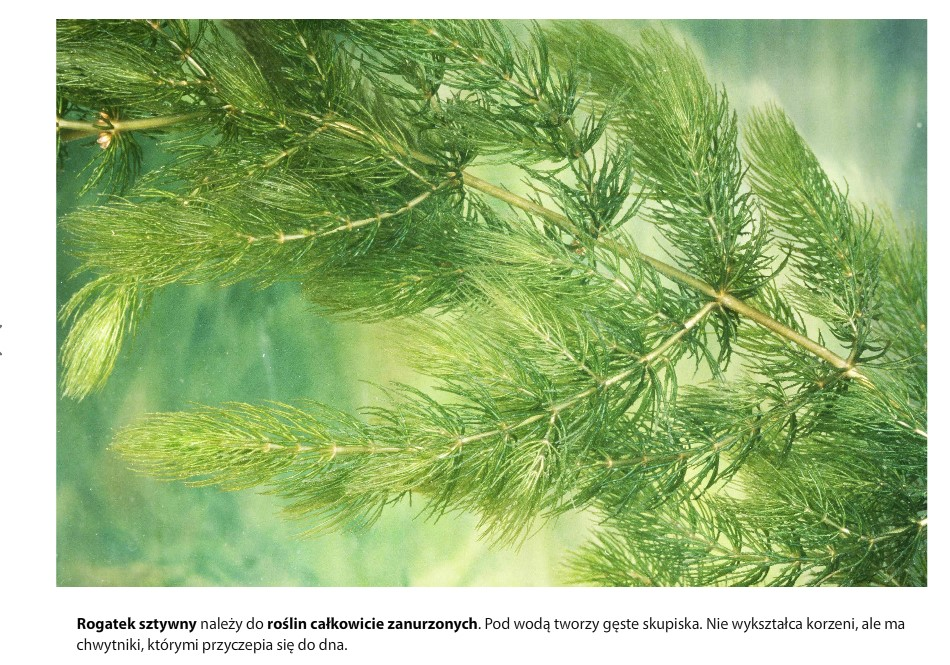 Rogatek sztywny należy do roślin całkowicie zanurzonych. Pod wodą tworzy gęste skupiska. Nie wykształca korzeni, ale ma
chwytniki, którymi przyczepia się do dna.